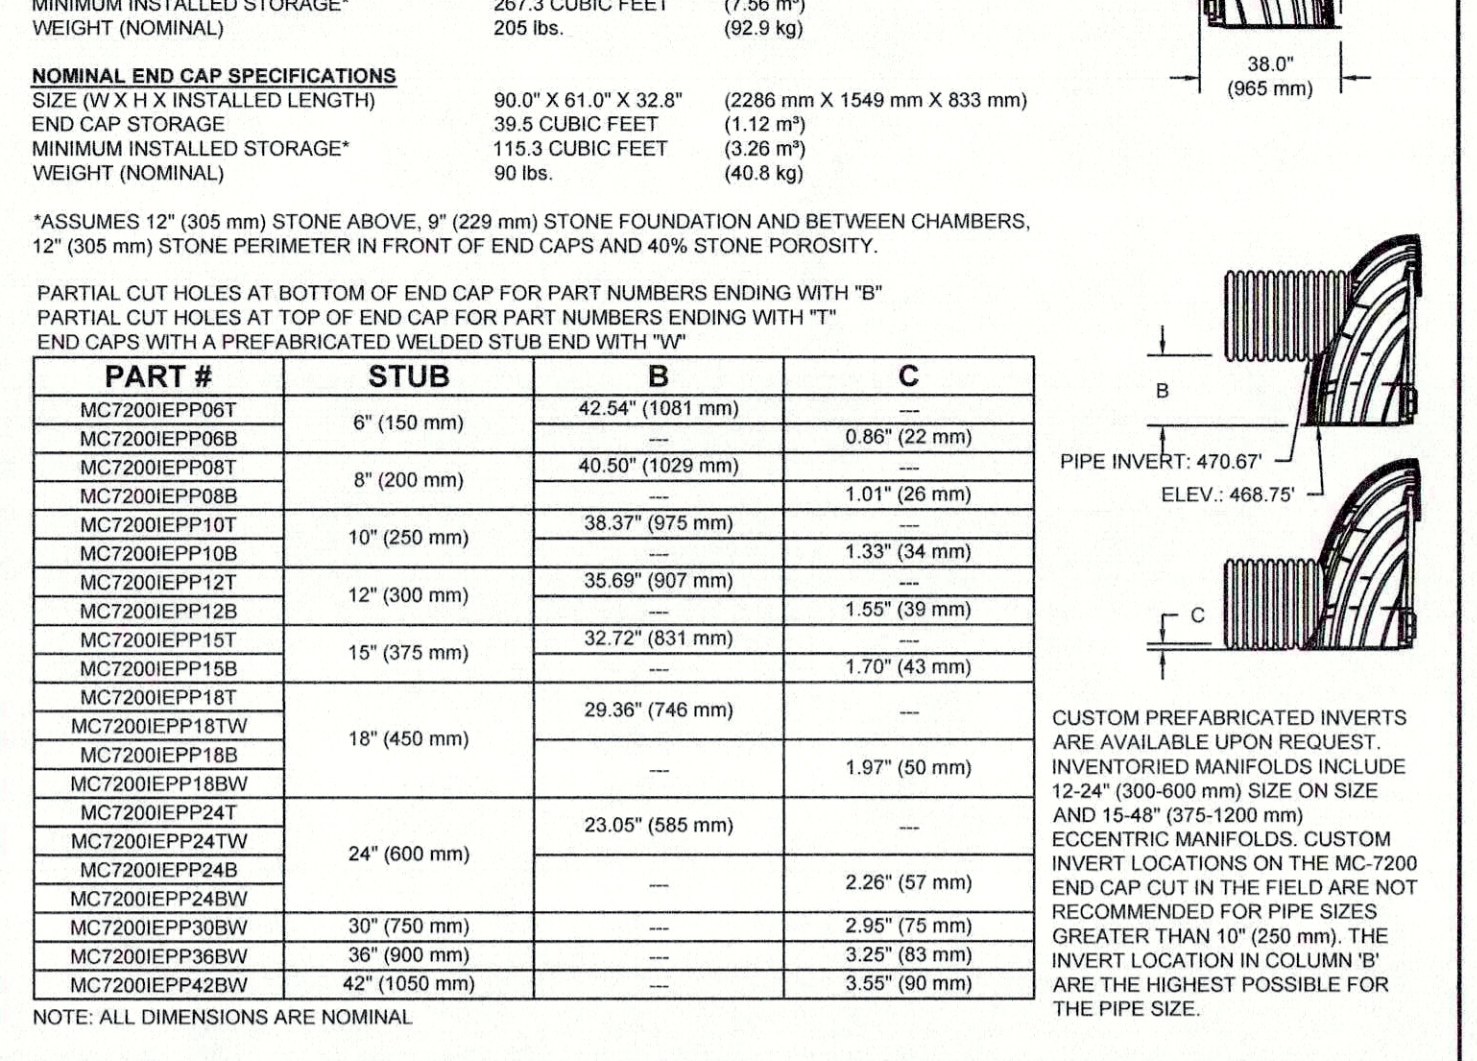 MINIMUM INSTALLED STORAGE* 267.3 CUBIC FEET (7.56 m³)
WEIGHT (NOMINAL) 205 lbs. (92.9 kg)
38.0"
(965 mm)
NOMINAL END CAP SPECIFICATIONS
SIZE (W X H X INSTALLED LENGTH) 90.0" X 61.0" X 32.8" (2286 mm X 1549 mm X 833 mm)
END CAP STORAGE 39.5 CUBIC FEET (1.12 m³)
MINIMUM INSTALLED STORAGE* 115.3 CUBIC FEET (3.26 m³)
WEIGHT (NOMINAL) 90 lbs. (40.8 kg)
*ASSUMES 12" (305 mm) STONE ABOVE, 9" (229 mm) STONE FOUNDATION AND BETWEEN CHAMBERS,
12" (305 mm) STONE PERIMETER IN FRONT OF END CAPS AND 40% STONE POROSITY.
PARTIAL CUT HOLES AT BOTTOM OF END CAP FOR PART NUMBERS ENDING WITH "B"
PARTIAL CUT HOLES AT TOP OF END CAP FOR PART NUMBERS ENDING WITH "T"
END CAPS WITH A PREFABRICATED WELDED STUB END WITH "W"
PART # STUB B C
MC7200IEPP06T 6" (150 mm) 42.54" (1081 mm) ---
MC7200IEPP06B --- 0.86" (22 mm)
MC7200IEPP08T 8" (200 mm) 40.50" (1029 mm) ---
MC7200IEPP08B --- 1.01" (26 mm)
MC7200IEPP10T 10" (250 mm) 38.37" (975 mm) ---
MC7200IEPP10B --- 1.33" (34 mm)
MC7200IEPP12T 12" (300 mm) 35.69" (907 mm) ---
MC7200IEPP12B --- 1.55" (39 mm)
MC7200IEPP15T 15" (375 mm) 32.72" (831 mm) ---
MC7200IEPP15B --- 1.70" (43 mm)
MC7200IEPP18T 18" (450 mm) 29.36" (746 mm) ---
MC7200IEPP18TW
MC7200IEPP18B --- 1.97" (50 mm)
MC7200IEPP18BW
MC7200IEPP24T 24" (600 mm) 23.05" (585 mm) ---
MC7200IEPP24TW
MC7200IEPP24B --- 2.26" (57 mm)
MC7200IEPP24BW
MC7200IEPP30BW 30" (750 mm) --- 2.95" (75 mm)
MC7200IEPP36BW 36" (900 mm) --- 3.25" (83 mm)
MC7200IEPP42BW 42" (1050 mm) --- 3.55" (90 mm)
NOTE: ALL DIMENSIONS ARE NOMINAL
B
PIPE INVERT: 470.67'
ELEV.: 468.75'
C
CUSTOM PREFABRICATED INVERTS
ARE AVAILABLE UPON REQUEST.
INVENTORIED MANIFOLDS INCLUDE
12-24" (300-600 mm) SIZE ON SIZE
AND 15-48" (375-1200 mm)
ECCENTRIC MANIFOLDS. CUSTOM
INVERT LOCATIONS ON THE MC-7200
END CAP CUT IN THE FIELD ARE NOT
RECOMMENDED FOR PIPE SIZES
GREATER THAN 10" (250 mm). THE
INVERT LOCATION IN COLUMN 'B'
ARE THE HIGHEST POSSIBLE FOR
THE PIPE SIZE.